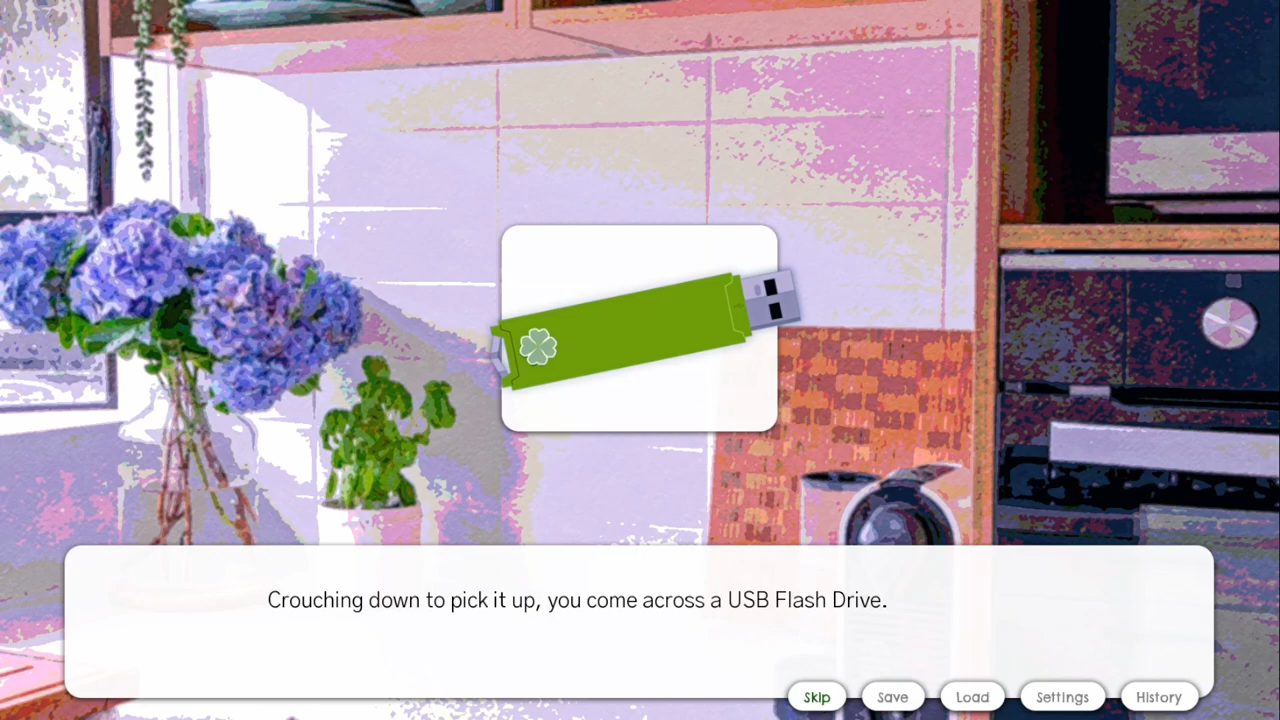 Crouching down to pick it up, you come across a USB Flash Drive.
Skip
Save
Load
Settings
History